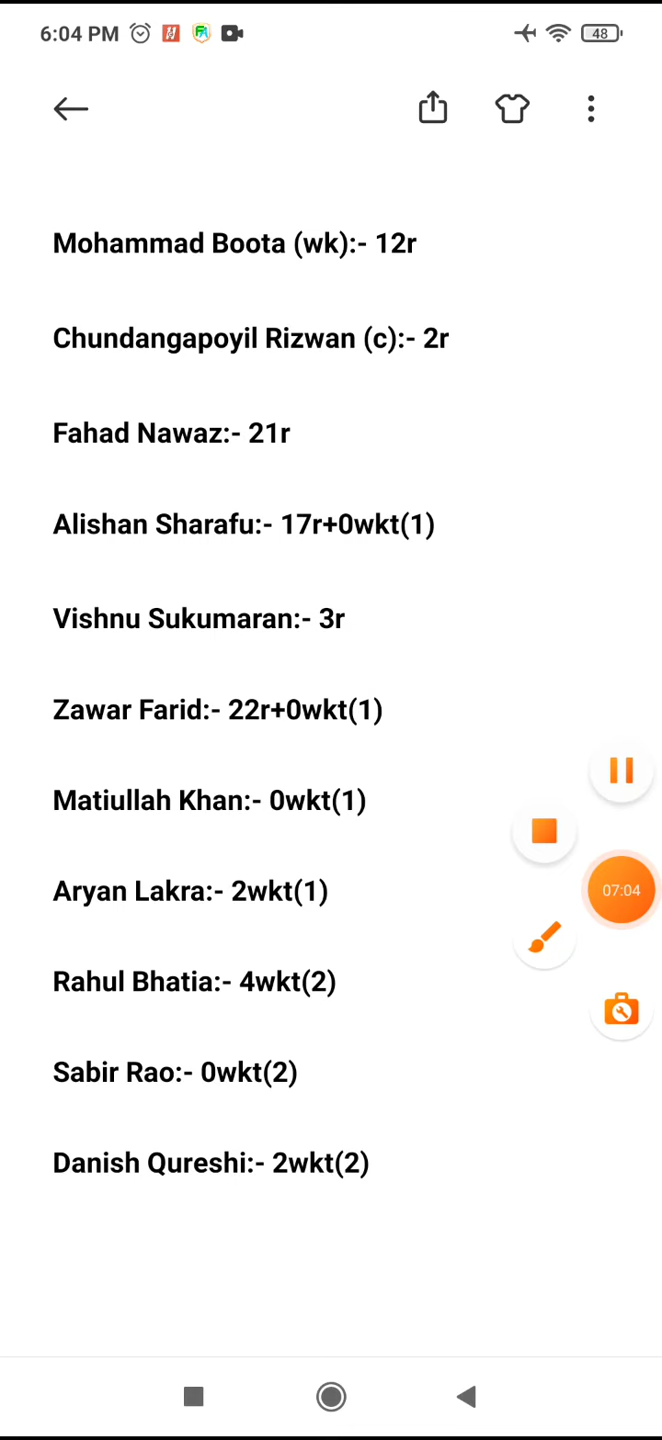 6:04 PM
48
Mohammad Boota (wk):- 12r
Chundangapoyil Rizwan (c):- 2r
Fahad Nawaz:- 21r
Alishan Sharafu:- 17r+0wkt(1)
Vishnu Sukumaran:- 3r
Zawar Farid:- 22r+0wkt(1)
Matiullah Khan:- 0wkt(1)
07:04
Aryan Lakra:- 2wkt(1)
Rahul Bhatia:- 4wkt(2)
Sabir Rao:- 0wkt(2)
Danish Qureshi:- 2wkt(2)